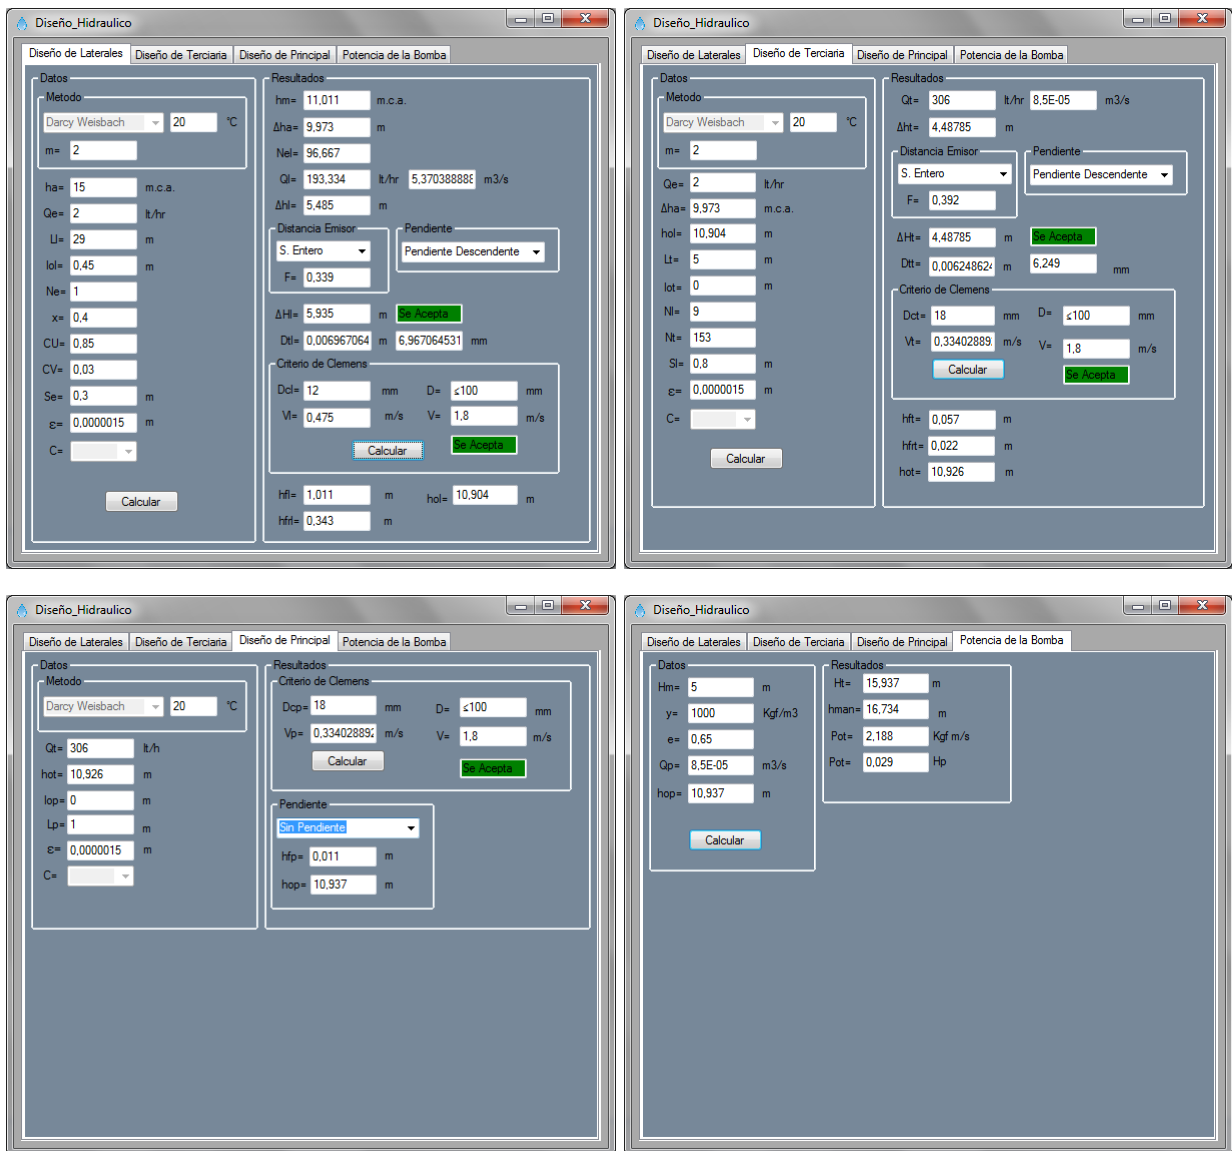 Diseño_Hidraulico
Diseño de Laterales Diseño de Terciaria Diseño de Principal Potencia de la Bomba
Datos
Metodo
Darcy Weisbach 20 °C
m= 2
ha= 15 m.c.a.
Qe= 2 lt/hr
Ll= 29 m
lol= 0,45 m
Ne= 1
x= 0,4
CU= 0,85
CV= 0,03
Se= 0,3 m
ε= 0,0000015 m
C=
Calcular
Resultados
hm= 11,011 m.c.a.
Δha= 9,973 m
Nel= 96,667
Ql= 193,334 lt/hr 5,370388888 m3/s
Δhl= 5,485 m
Distancia Emisor
S. Entero
F= 0,339
Pendiente
Pendiente Descendente
ΔHl= 5,935 m Se Acepta
Dtl= 0,006967064 m 6,967064531 mm
Criterio de Clemens
Dcl= 12 mm D= ≤100 mm
Vl= 0,475 m/s V= 1,8 m/s
Calcular Se Acepta
hfl= 1,011 m hol= 10,904 m
hfrl= 0,343 m
Diseño_Hidraulico
Diseño de Laterales Diseño de Terciaria Diseño de Principal Potencia de la Bomba
Datos
Metodo
Darcy Weisbach 20 °C
m= 2
Qe= 2 lt/hr
Δha= 9,973 m.c.a.
hol= 10,904 m
Lt= 5 m
lot= 0 m
Nl= 9
Nt= 153
Sl= 0,8 m
ε= 0,0000015 m
C=
Calcular
Resultados
Qt= 306 lt/hr 8,5E-05 m3/s
Δht= 4,48785 m
Distancia Emisor
S. Entero
F= 0,392
Pendiente
Pendiente Descendente
ΔHt= 4,48785 m Se Acepta
Dtt= 0,006248624 m 6,249 mm
Criterio de Clemens
Dct= 18 mm D= ≤100 mm
Vt= 0,33402889 m/s V= 1,8 m/s
Calcular Se Acepta
hft= 0,057 m
hfrt= 0,022 m
hot= 10,926 m
Diseño_Hidraulico
Diseño de Laterales Diseño de Terciaria Diseño de Principal Potencia de la Bomba
Datos
Metodo
Darcy Weisbach 20 °C
Qt= 306 lt/h
hot= 10,926 m
lop= 0 m
Lp= 1 m
ε= 0,0000015 m
C=
Resultados
Criterio de Clemens
Dcp= 18 mm D= ≤100 mm
Vp= 0,334028892 m/s V= 1,8 m/s
Calcular Se Acepta
Pendiente
Sin Pendiente
hfp= 0,011 m
hop= 10,937 m
Diseño_Hidraulico
Diseño de Laterales Diseño de Terciaria Diseño de Principal Potencia de la Bomba
Datos
Hm= 5 m
y= 1000 Kgf/m3
e= 0,65
Qp= 8,5E-05 m3/s
hop= 10,937 m
Calcular
Resultados
Ht= 15,937 m
hman= 16,734 m
Pot= 2,188 Kgf m/s
Pot= 0,029 Hp